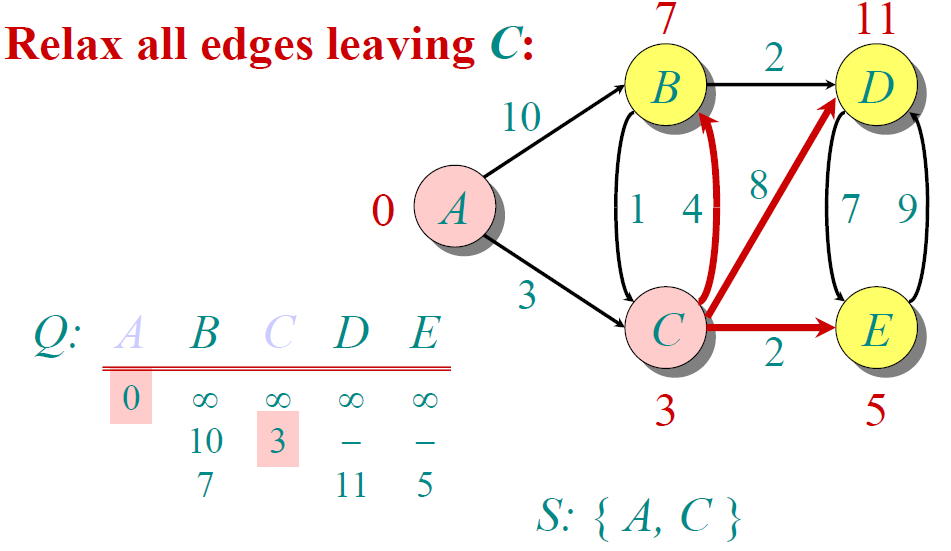 Relax all edges leaving C:
7 11
B 2 D
10
A 0 1 4 8 7 9
3
C 2 E
3 5
Q: A B C D E
0 ∞ ∞ ∞ ∞
10 3 – –
7 11 5
S: { A, C }